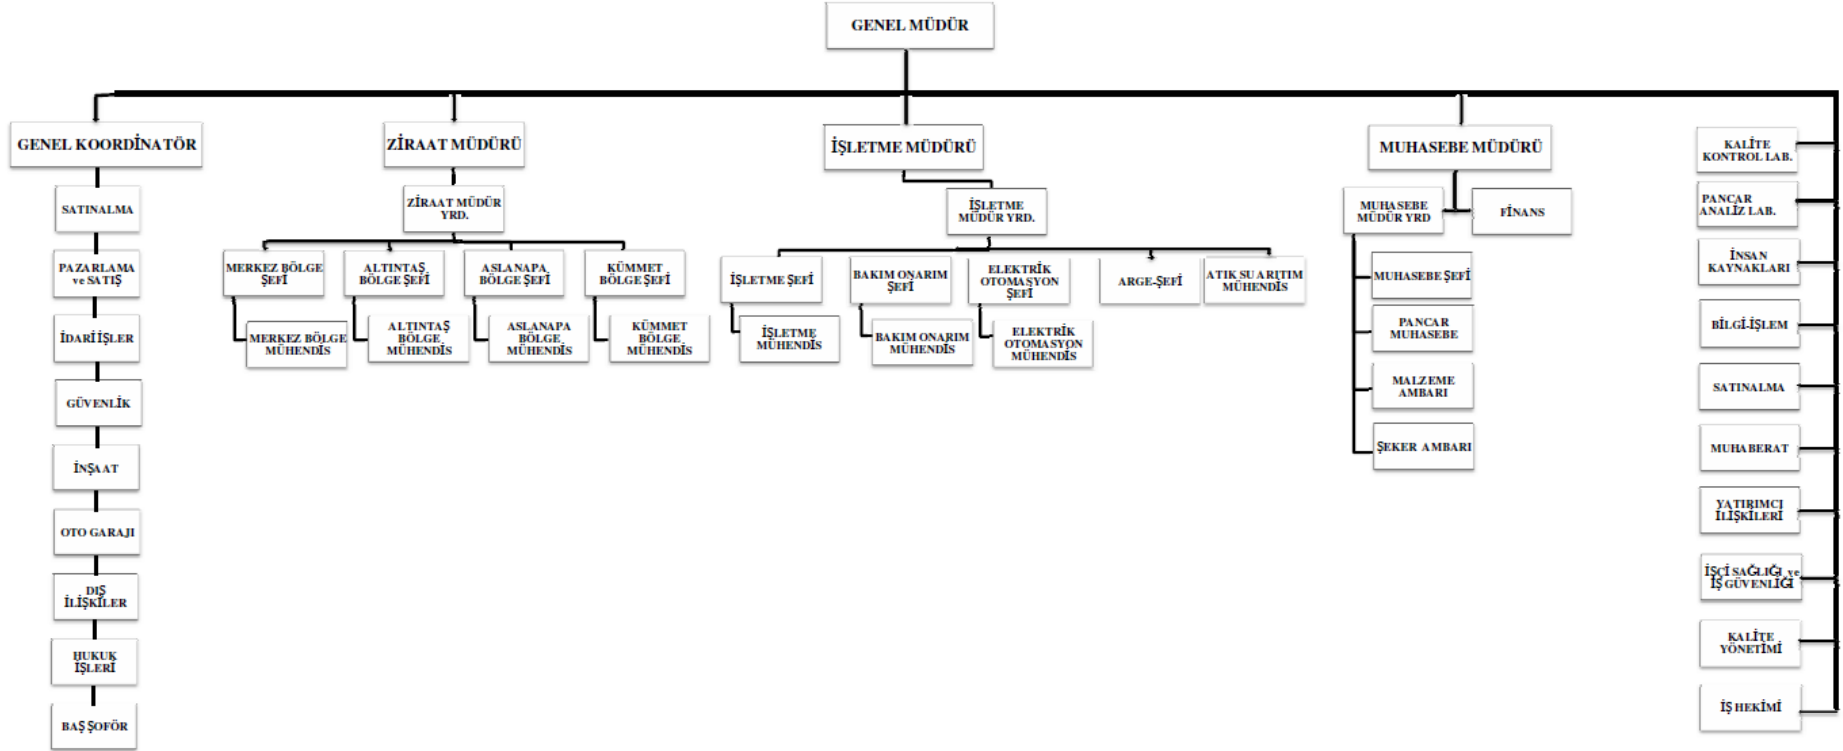 GENEL MÜDÜR
GENEL KOORDİNATÖR
SATINALMA
PAZARLAMA
ve SATIŞ
İDARİ İŞLER
GÜVENLİK
İNŞAAT
OTO GARAJI
DIŞ
İLİŞKİLER
HUKUK
İŞLERİ
BAŞ ŞOFÖR
ZİRAAT MÜDÜRÜ
ZİRAAT MÜDÜR
YRD.
MERKEZ BÖLGE
ŞEFİ
MERKEZ BÖLGE
MÜHENDİS
ALTINTAŞ
BÖLGE ŞEFİ
ALTINTAŞ
BÖLGE
MÜHENDİS
ASLANAPA
BÖLGE ŞEFİ
ASLANAPA
BÖLGE
MÜHENDİS
KÜMMET
BÖLGE ŞEFİ
KÜMMET
BÖLGE
MÜHENDİS
İŞLETME MÜDÜRÜ
İŞLETME
MÜDÜR YRD.
İŞLETME ŞEFİ
İŞLETME
MÜHENDİS
BAKIM ONARIM
ŞEFİ
BAKIM ONARIM
MÜHENDİS
ELEKTRİK
OTOMASYON
ŞEFİ
ELEKTRİK
OTOMASYON
MÜHENDİS
ARGE-ŞEFİ
ATIK SU ARITIM
MÜHENDİS
MUHASEBE MÜDÜRÜ
MUHASEBE
MÜDÜR YRD
FİNANS
MUHASEBE ŞEFİ
PANCAR
MUHASEBE
MALZEME
AMBARI
ŞEKER AMBARI
KALİTE
KONTROL LAB.
PANCAR
ANALİZ LAB.
İNSAN
KAYNAKLARI
BİLGİ-İŞLEM
SATINALMA
MUHABERAT
YATIRIMCI
İLİŞKİLERİ
İŞÇİ SAĞLIĞI ve
İŞ GÜVENLİĞİ
KALİTE
YÖNETİMİ
İŞ HEKİMİ